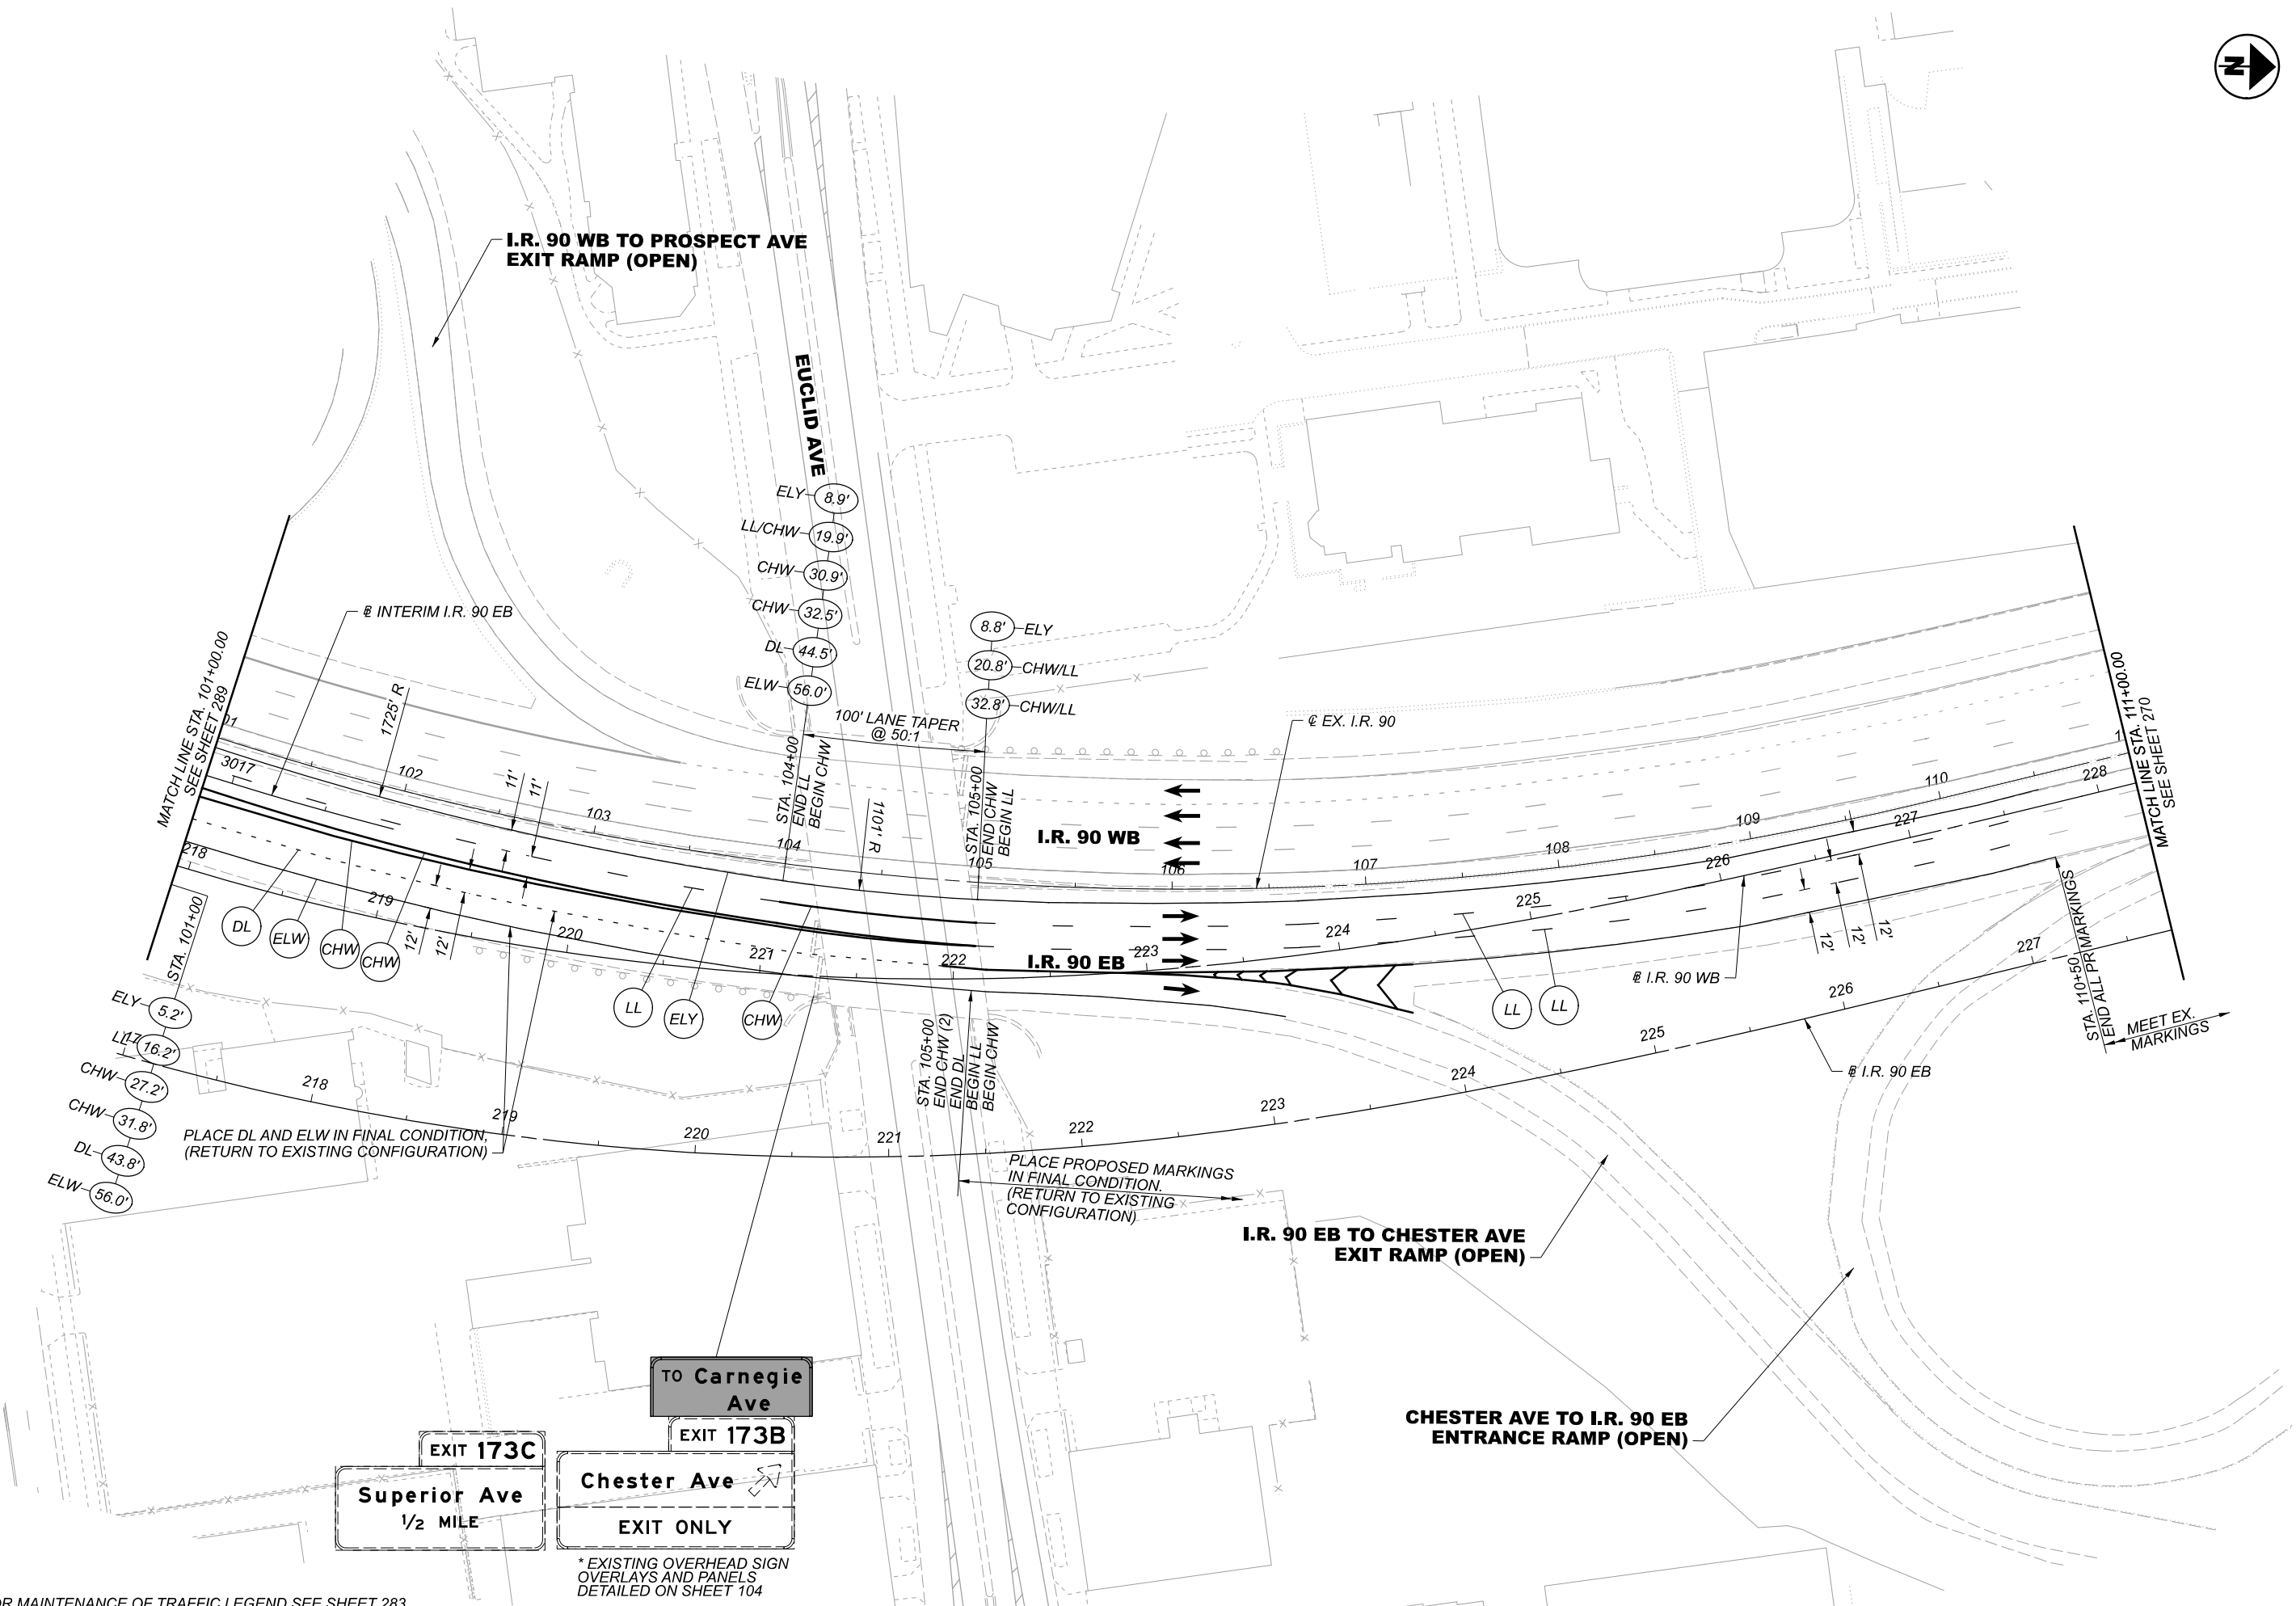 N
I.R. 90 WB TO PROSPECT AVE
EXIT RAMP (OPEN)
EUCLID AVE
ELY 8.9'
LL/CHW 19.9'
CHW 30.9'
CHW 32.5'
DL 44.5'
ELW 56.0'
8.8' ELY
20.8' CHW/LL
32.8' CHW/LL
100' LANE TAPER
@ 50:1
STA. 104+00
END LL
BEGIN CHW
STA. 105+00
END CHW
BEGIN LL
℄ EX. I.R. 90
MATCH LINE STA. 101+00.00
SEE SHEET 289
INTERIM I.R. 90 EB
1725' R
1101' R
3017
102
103
104
105
106
107
108
109
110
11'
11'
I.R. 90 WB
I.R. 90 EB
218
219
220
221
222
223
224
225
226
227
228
12'
12'
DL
ELW
CHW
CHW
LL
ELY
CHW
LL
LL
12'
12'
12'
I.R. 90 WB
MATCH LINE STA. 111+00.00
SEE SHEET 270
STA. 110+50,
END ALL PR MARKINGS
MEET EX.
MARKINGS
STA. 101+00
ELY 5.2'
16.2'
CHW 27.2'
CHW 31.8'
DL 43.8'
ELW 56.0'
218
219
220
221
222
223
224
225
226
227
I.R. 90 EB
STA. 105+00
END CHW (2)
END DL
BEGIN LL
BEGIN CHW
PLACE DL AND ELW IN FINAL CONDITION,
(RETURN TO EXISTING CONFIGURATION)
PLACE PROPOSED MARKINGS
IN FINAL CONDITION.
(RETURN TO EXISTING
CONFIGURATION)
I.R. 90 EB TO CHESTER AVE
EXIT RAMP (OPEN)
CHESTER AVE TO I.R. 90 EB
ENTRANCE RAMP (OPEN)
TO Carnegie
Ave
EXIT 173B
Chester Ave
EXIT ONLY
EXIT 173C
Superior Ave
1/2 MILE
* EXISTING OVERHEAD SIGN
OVERLAYS AND PANELS
DETAILED ON SHEET 104
MAINTENANCE OF TRAFFIC LEGEND SEE SHEET 283